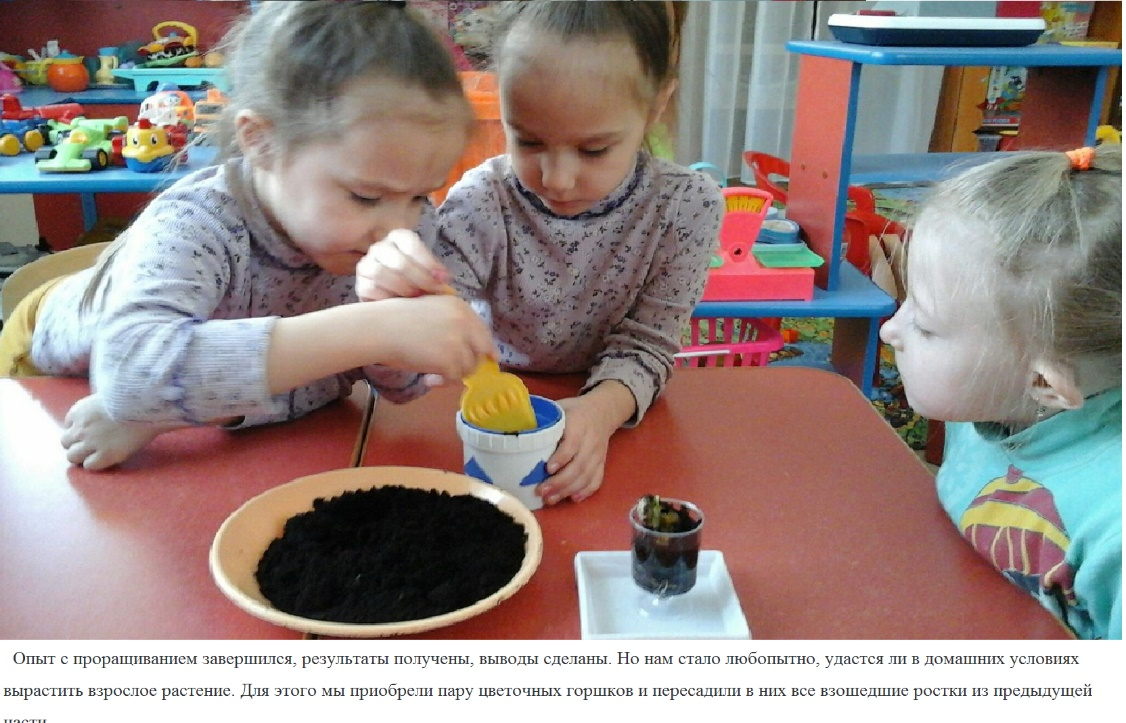 Опыт с проращиванием завершился, результаты получены, выводы сделаны. Но нам стало любопытно, удастся ли в домашних условиях
вырастить взрослое растение. Для этого мы приобрели пару цветочных горшков и пересадили в них все взошедшие ростки из предыдущей
части.